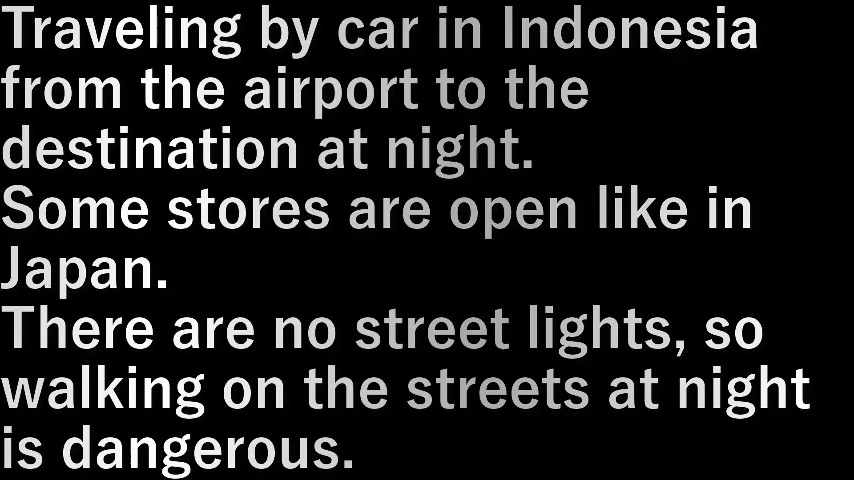 Traveling by car in Indonesia
from the airport to the
destination at night.
Some stores are open like in
Japan.
There are no street lights, so
walking on the streets at night
is dangerous.